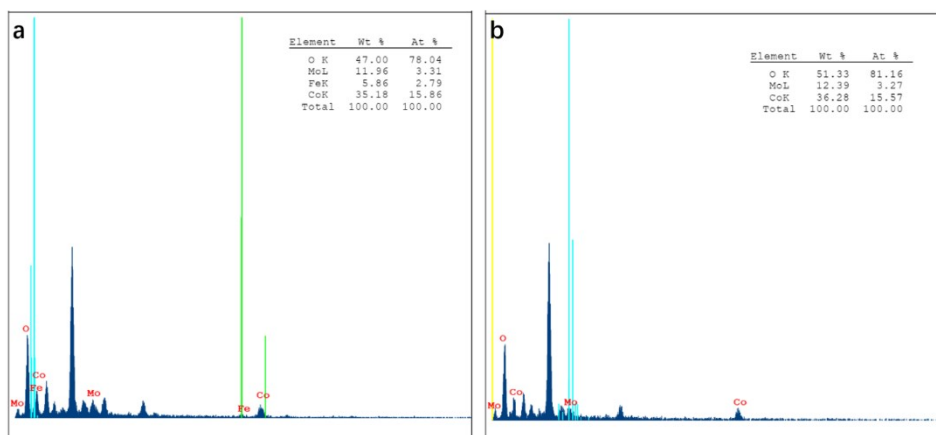 a
Element Wt % At %
O K 47.00 78.04
MoL 11.96 3.31
FeK 5.86 2.79
CoK 35.18 15.86
Total 100.00 100.00
O
Co
Fe
Mo
Mo
Fe
Co
b
Element Wt % At %
O K 51.33 81.16
MoL 12.39 3.27
CoK 36.28 15.57
Total 100.00 100.00
O
Co
Mo
Mo
Co